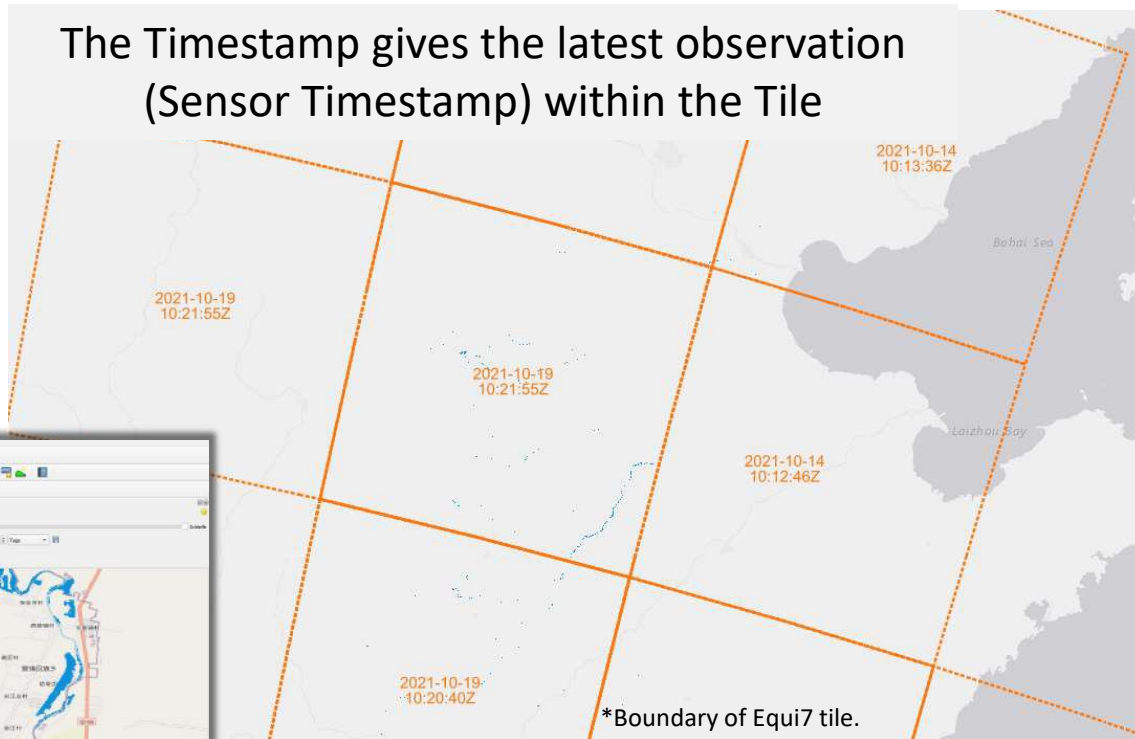 The Timestamp gives the latest observation
(Sensor Timestamp) within the Tile
2021-10-14
10:13:36Z
Bohai Sea
2021-10-19
10:21:55Z
2021-10-19
10:21:55Z
Laizhou Bay
2021-10-14
10:12:46Z
Tage
2021-10-19
10:20:40Z
*Boundary of Equi7 tile.